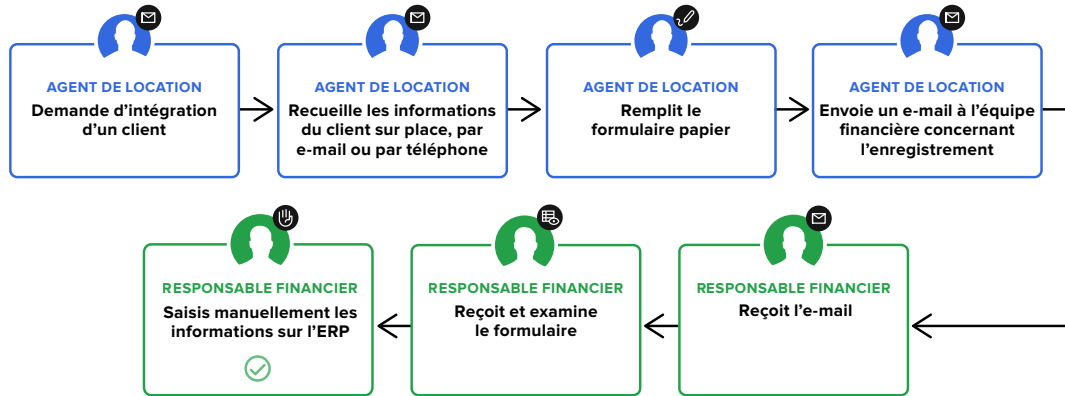 AGENT DE LOCATION
Demande d’intégration
d’un client
AGENT DE LOCATION
Recueille les informations
du client sur place, par
e-mail ou par téléphone
AGENT DE LOCATION
Remplit le
formulaire papier
AGENT DE LOCATION
Envoie un e-mail à l’équipe
financière concernant
l’enregistrement
RESPONSABLE FINANCIER
Reçoit l’e-mail
RESPONSABLE FINANCIER
Reçoit et examine
le formulaire
RESPONSABLE FINANCIER
Saisis manuellement les
informations sur l’ERP